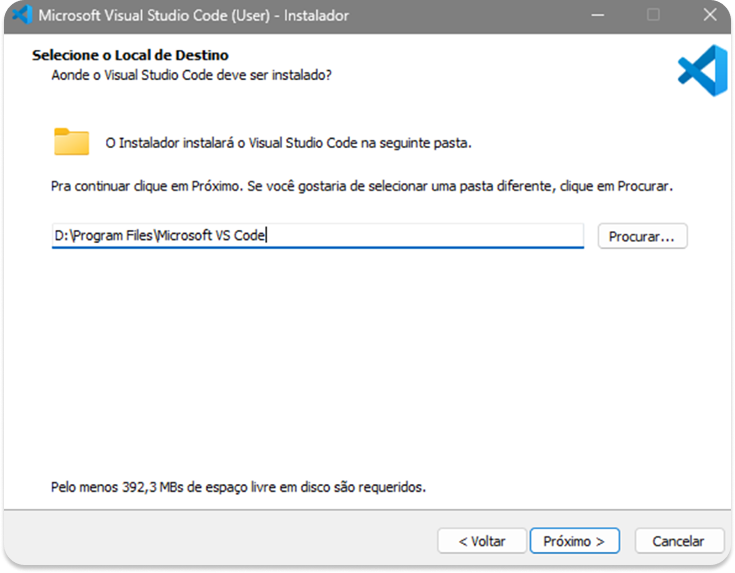 Microsoft Visual Studio Code (User) - Instalador
Selecione o Local de Destino
Aonde o Visual Studio Code deve ser instalado?
O Instalador instalará o Visual Studio Code na seguinte pasta.
Pra continuar clique em Próximo. Se você gostaria de selecionar uma pasta diferente, clique em Procurar.
D:\Program Files\Microsoft VS Code
Procurar...
Pelo menos 392,3 MBs de espaço livre em disco são requeridos.
< Voltar
Próximo >
Cancelar